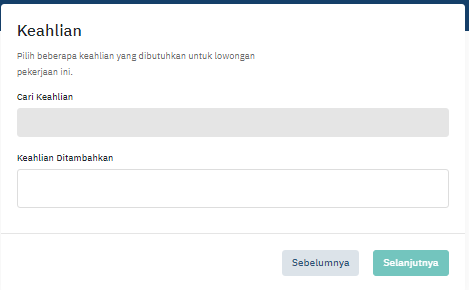 Keahlian
Pilih beberapa keahlian yang dibutuhkan untuk lowongan
pekerjaan ini.
Cari Keahlian
Keahlian Ditambahkan
Sebelumnya
Selanjutnya